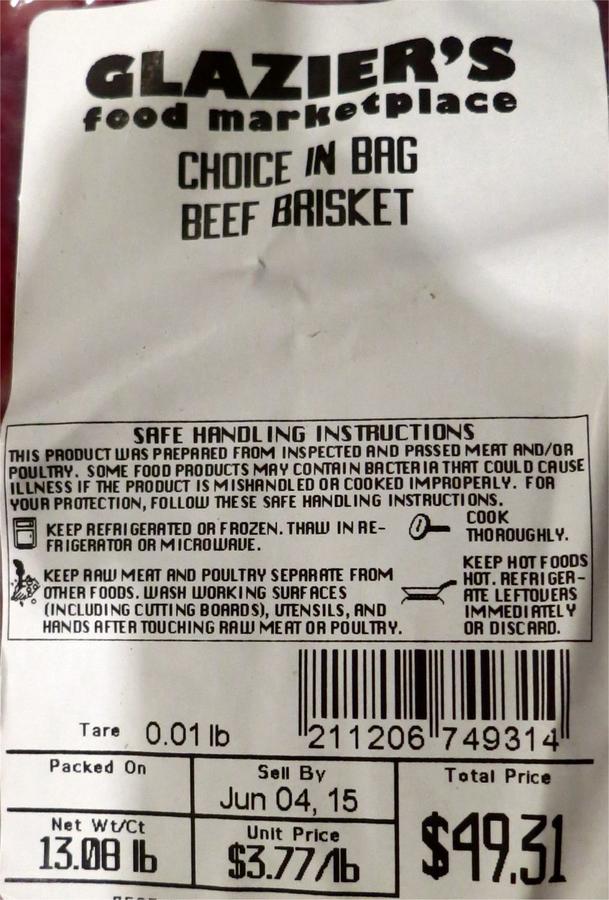 GLAZIER'S
food marketplace
CHOICE IN BAG
BEEF BRISKET
SAFE HANDLING INSTRUCTIONS
THIS PRODUCT WAS PREPARED FROM INSPECTED AND PASSED MEAT AND/OR
POULTRY. SOME FOOD PRODUCTS MAY CONTAIN BACTERIA THAT COULD CAUSE
ILLNESS IF THE PRODUCT IS MISHANDLED OR COOKED IMPROPERLY. FOR
YOUR PROTECTION, FOLLOW THESE SAFE HANDLING INSTRUCTIONS.
KEEP REFRIGERATED OR FROZEN. THAW IN RE-
FRIGERATOR OR MICROWAVE.
COOK
THOROUGHLY.
KEEP RAW MEAT AND POULTRY SEPARATE FROM
OTHER FOODS. WASH WORKING SURFACES
(INCLUDING CUTTING BOARDS), UTENSILS, AND
HANDS AFTER TOUCHING RAW MEAT OR POULTRY.
KEEP HOT FOODS
HOT. REFRIGER-
ATE LEFTOVERS
IMMEDIATELY
OR DISCARD.
Tare 0.01 lb
211206 749314
Packed On
Sell By
Jun 04, 15
Total Price
$49.31
Net Wt/Ct
13.08 lb
Unit Price
$3.77/lb